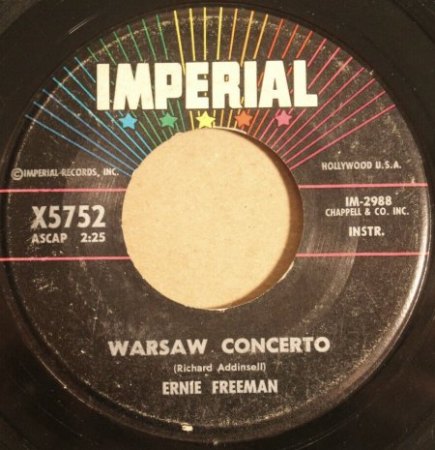 IMPERIAL
©IMPERIAL RECORDS, INC.
HOLLYWOOD U.S.A.
X5752
ASCAP 2:25
IM-2988
CHAPPELL & CO. INC.
INSTR.
WARSAW CONCERTO
(Richard Addinsell)
ERNIE FREEMAN